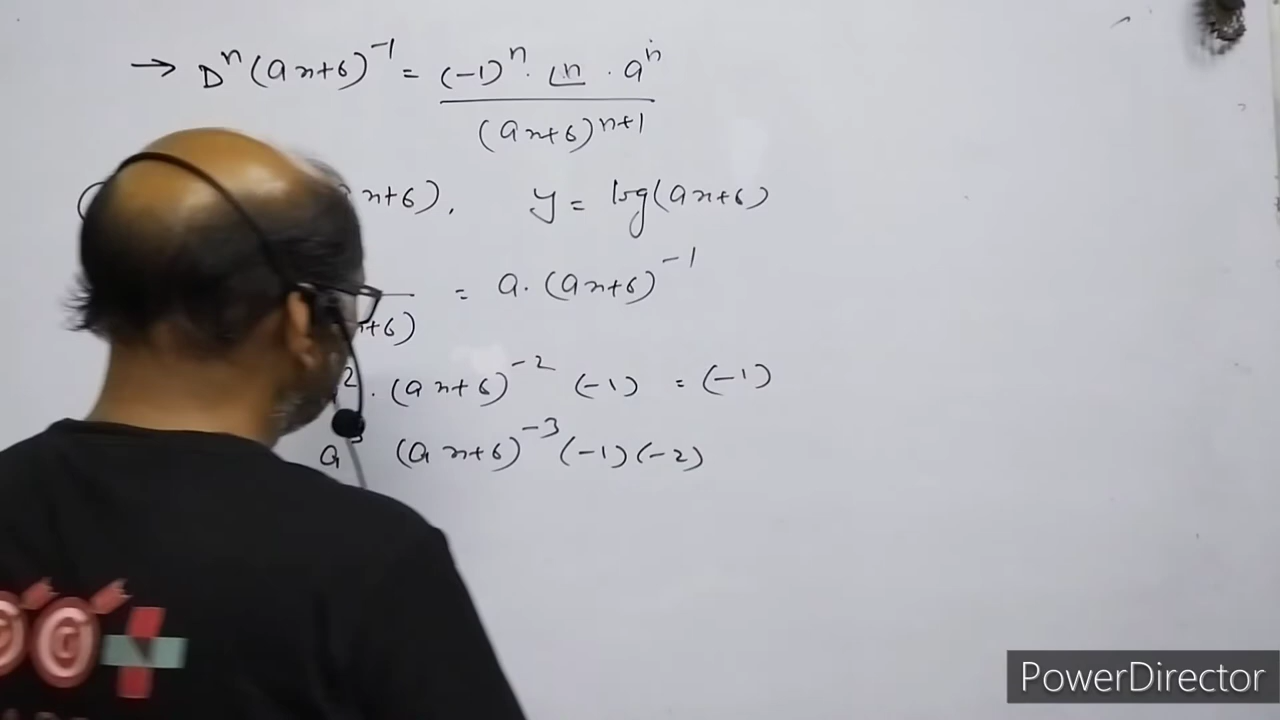 → Dⁿ(ax+b)⁻¹ = (-1)ⁿ · ⌊n · aⁿ
(ax+b)ⁿ⁺¹
x+b), y = log(ax+b)
= a · (ax+b)⁻¹
x+b)
² · (ax+b)⁻² (-1) = (-1)
a³ (ax+b)⁻³ (-1)(-2)
PowerDirector